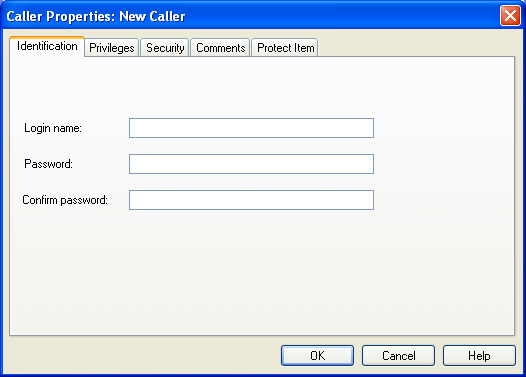 Caller Properties: New Caller
Identification Privileges Security Comments Protect Item
Login name:
Password:
Confirm password:
OK Cancel Help